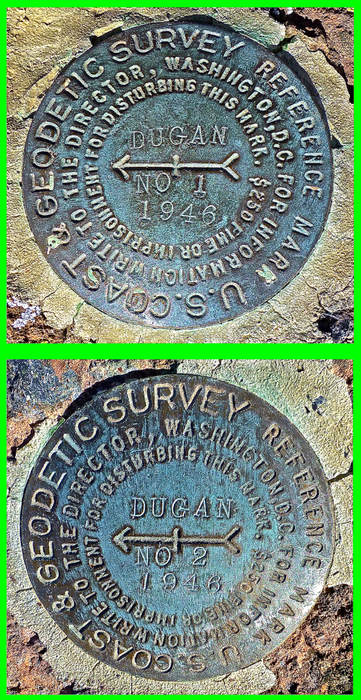 U.S. COAST & GEODETIC SURVEY REFERENCE MARK
WRITE TO THE DIRECTOR, WASHINGTON, D.C. FOR INFORMATION
$250 FINE OR IMPRISONMENT FOR DISTURBING THIS MARK.
DUGAN
NO 1
1946
U.S. COAST & GEODETIC SURVEY REFERENCE MARK
WRITE TO THE DIRECTOR, WASHINGTON, D.C. FOR INFORMATION
$250 FINE OR IMPRISONMENT FOR DISTURBING THIS MARK.
DUGAN
NO 2
1946